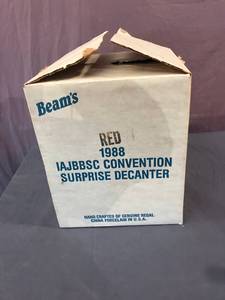 Beam's
RED
1988
IAJBBSC CONVENTION
SURPRISE DECANTER
HAND CRAFTED OF GENUINE REGAL
CHINA PORCELAIN IN U.S.A.